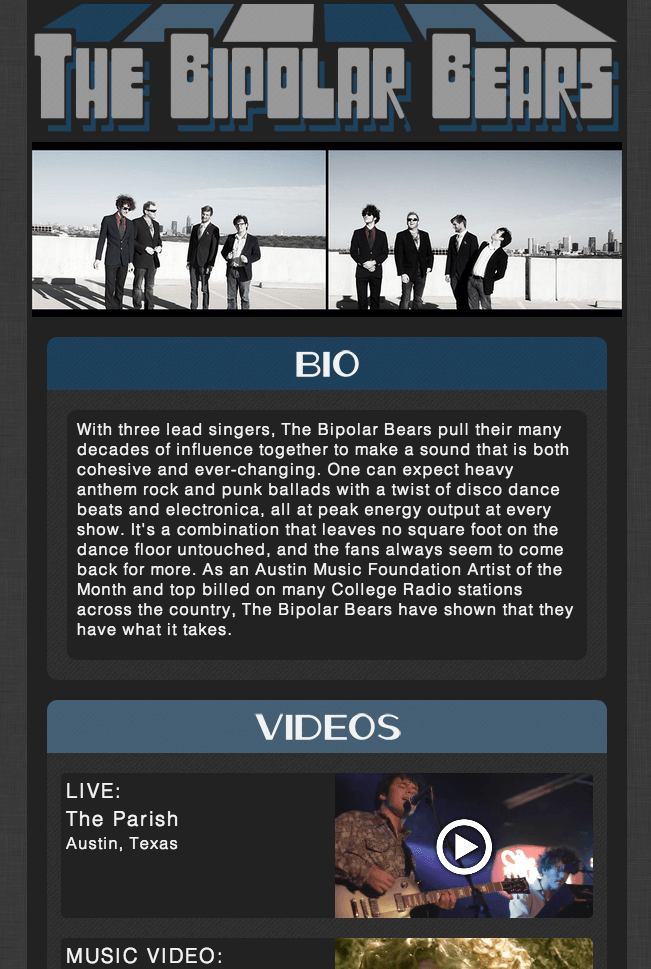 THE BIPOLAR BEARS
BIO
With three lead singers, The Bipolar Bears pull their many
decades of influence together to make a sound that is both
cohesive and ever-changing. One can expect heavy
anthem rock and punk ballads with a twist of disco dance
beats and electronica, all at peak energy output at every
show. It's a combination that leaves no square foot on the
dance floor untouched, and the fans always seem to come
back for more. As an Austin Music Foundation Artist of the
Month and top billed on many College Radio stations
across the country, The Bipolar Bears have shown that they
have what it takes.
VIDEOS
LIVE:
The Parish
Austin, Texas
MUSIC VIDEO: